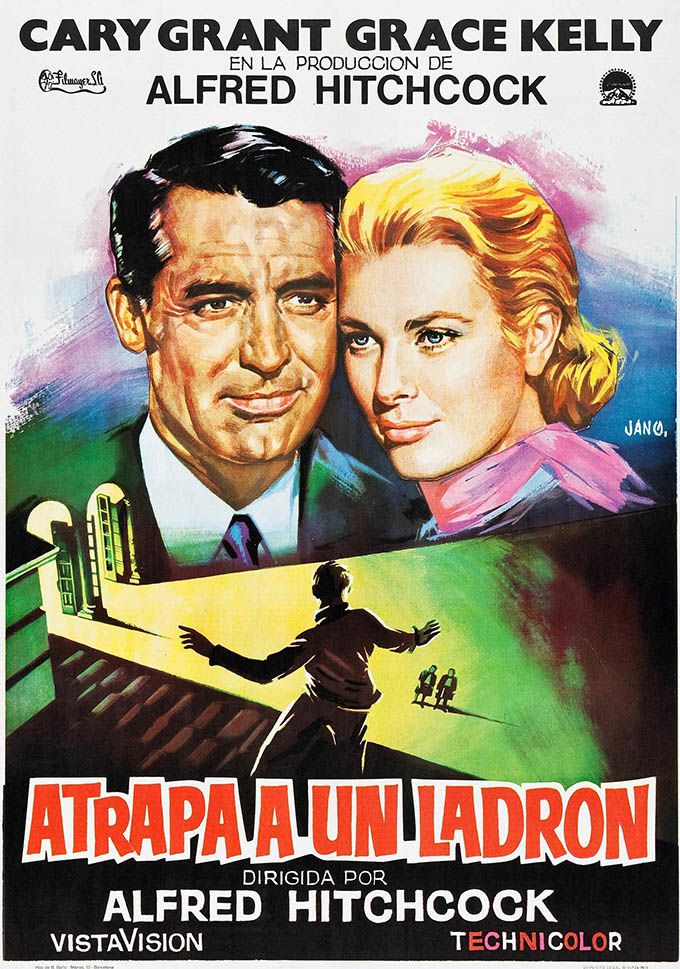 CARY GRANT GRACE KELLY
EN LA PRODUCCION DE
ALFRED HITCHCOCK
Filmayer S.A.
JANO.
ATRAPA A UN LADRON
DIRIGIDA POR
ALFRED HITCHCOCK
VISTAVISION
TECHNICOLOR